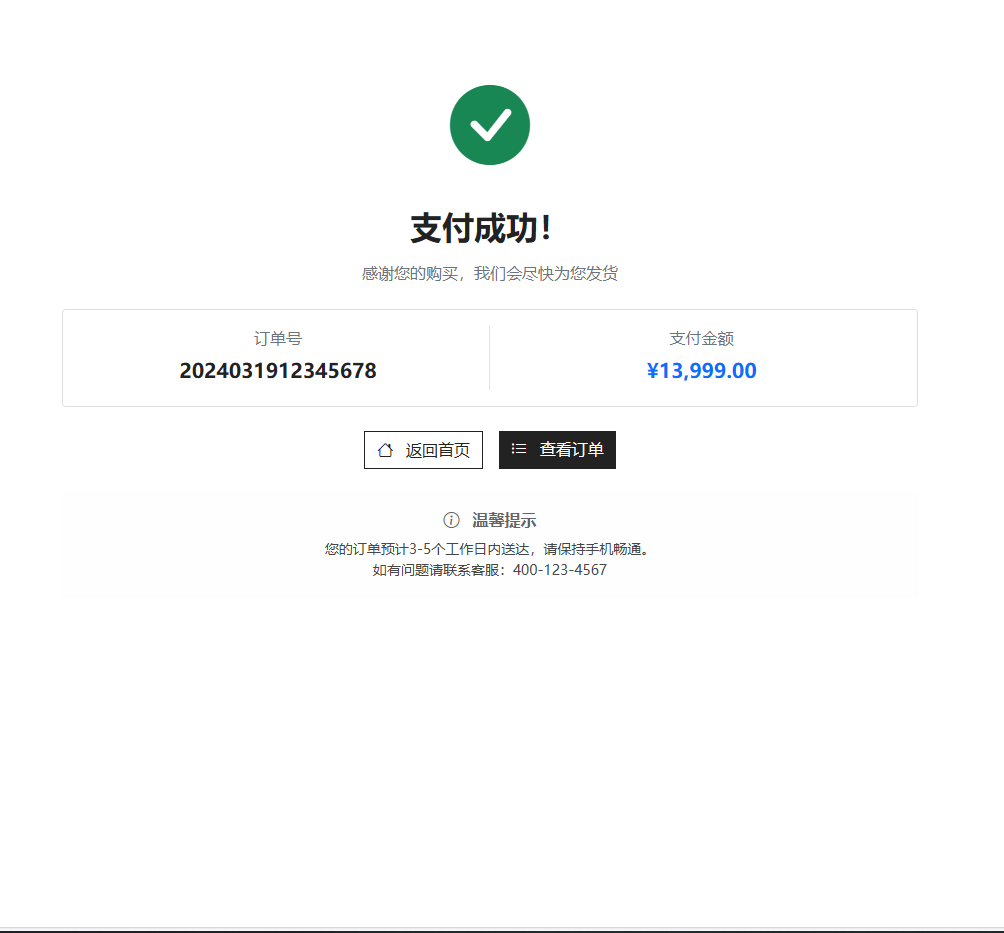 支付成功！
感谢您的购买，我们会尽快为您发货
订单号
2024031912345678
支付金额
¥13,999.00
返回首页
查看订单
温馨提示
您的订单预计3-5个工作日内送达，请保持手机畅通。
如有问题请联系客服：400-123-4567